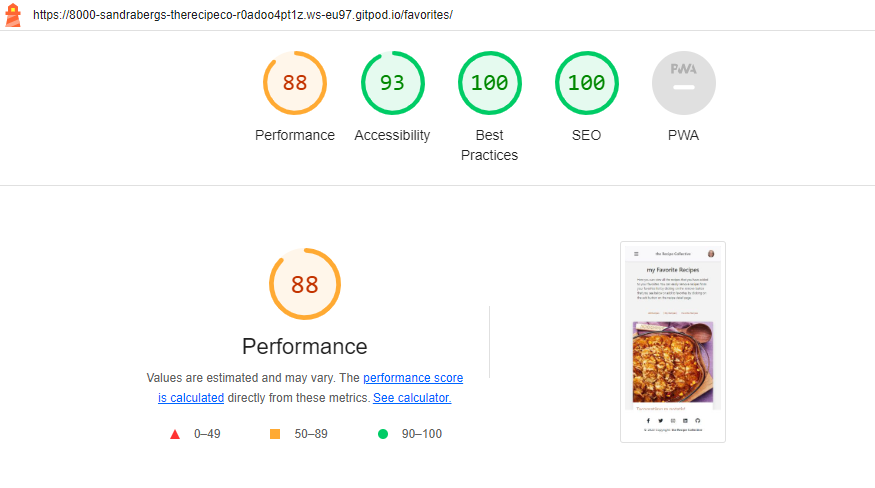 https://8000-sandrabergs-therecipeco-r0adoo4pt1z.ws-eu97.gitpod.io/favorites/
88
93
100
100
PWA
Performance
Accessibility
Best
Practices
SEO
PWA
88
Performance
Values are estimated and may vary. The performance score
is calculated directly from these metrics. See calculator.
0–49
50–89
90–100
the Recipe Collective
my Favorite Recipes